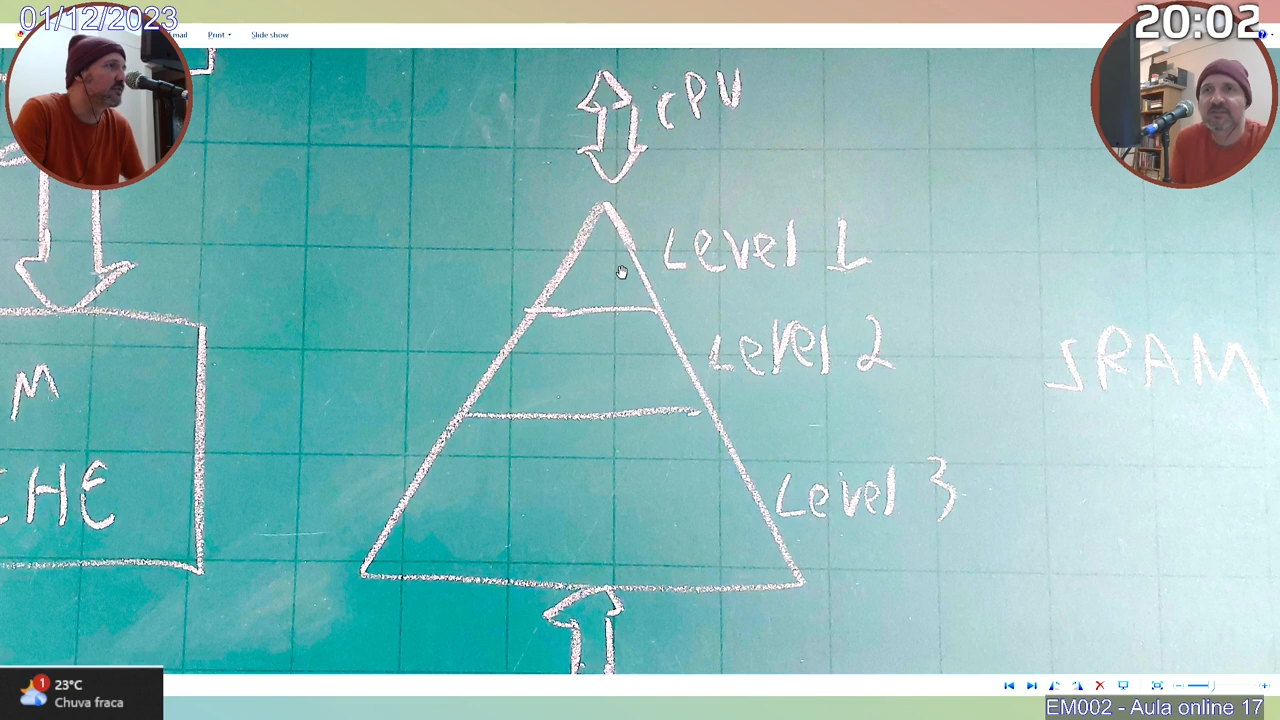 01/12/2023
20:02
Email Print Slide show
CPU
Level 1
Level 2
SRAM
M
CHE
Level 3
1
23°C
Chuva fraca
EM002 - Aula online 17